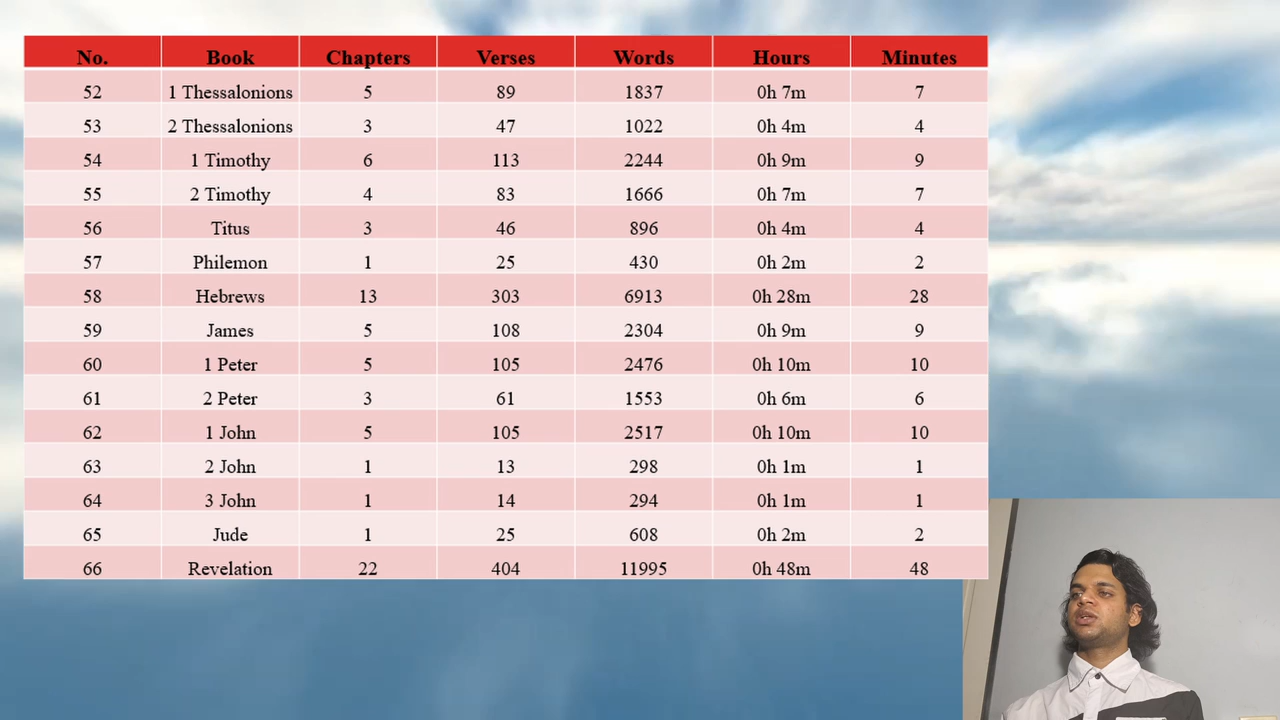 No. Book Chapters Verses Words Hours Minutes
52 1 Thessalonions 5 89 1837 0h 7m 7
53 2 Thessalonions 3 47 1022 0h 4m 4
54 1 Timothy 6 113 2244 0h 9m 9
55 2 Timothy 4 83 1666 0h 7m 7
56 Titus 3 46 896 0h 4m 4
57 Philemon 1 25 430 0h 2m 2
58 Hebrews 13 303 6913 0h 28m 28
59 James 5 108 2304 0h 9m 9
60 1 Peter 5 105 2476 0h 10m 10
61 2 Peter 3 61 1553 0h 6m 6
62 1 John 5 105 2517 0h 10m 10
63 2 John 1 13 298 0h 1m 1
64 3 John 1 14 294 0h 1m 1
65 Jude 1 25 608 0h 2m 2
66 Revelation 22 404 11995 0h 48m 48